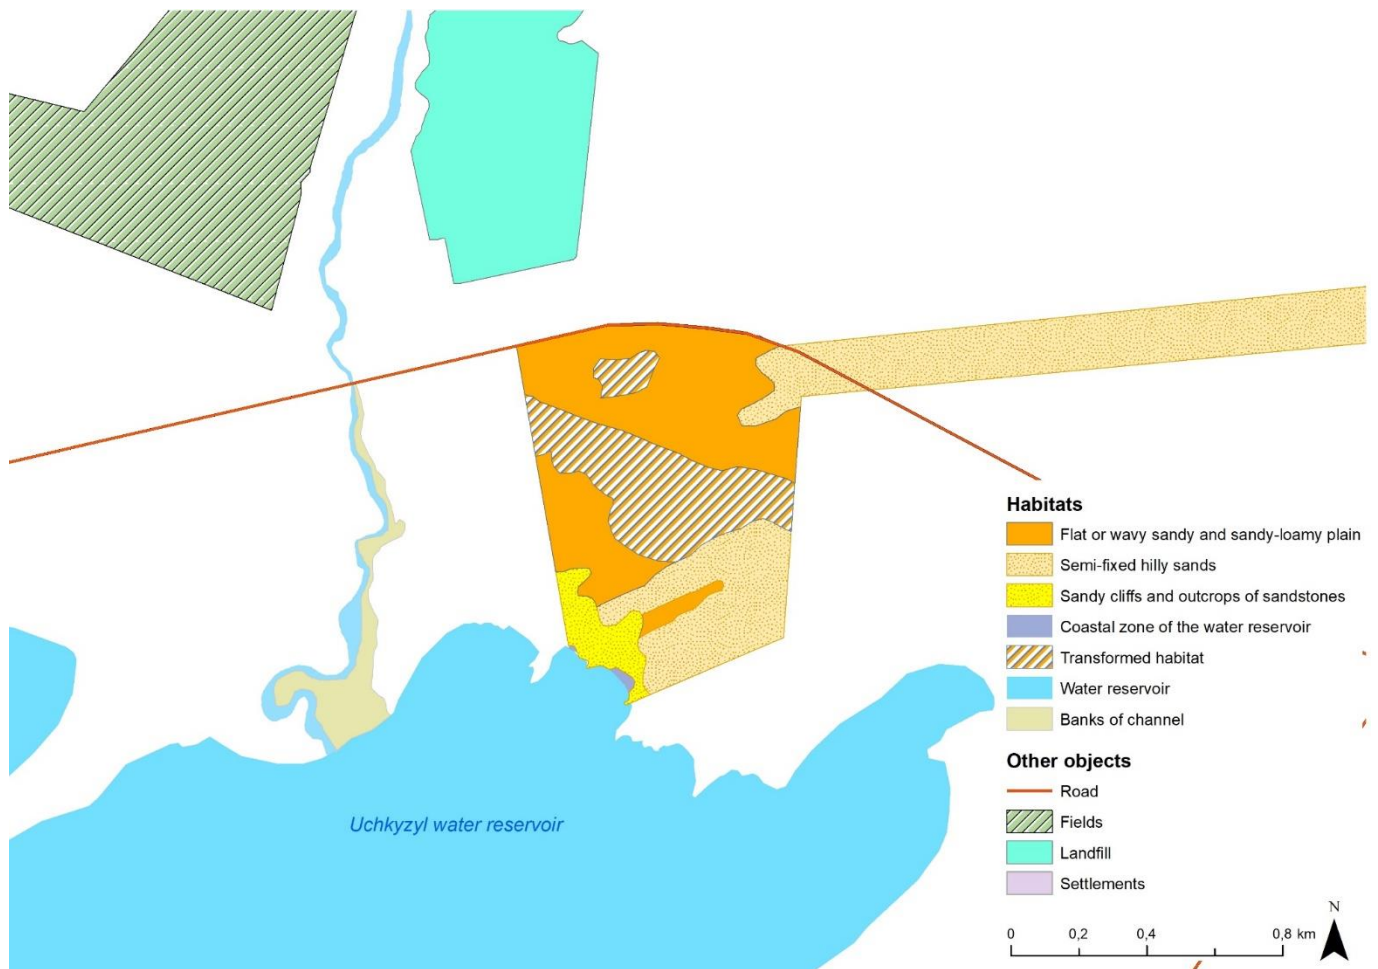 Habitats
Flat or wavy sandy and sandy-loamy plain
Semi-fixed hilly sands
Sandy cliffs and outcrops of sandstones
Coastal zone of the water reservoir
Transformed habitat
Water reservoir
Banks of channel
Other objects
Road
Uchkyzyl water reservoir
Fields
Landfill
Settlements
N
0 0,2 0,4 0,8 km